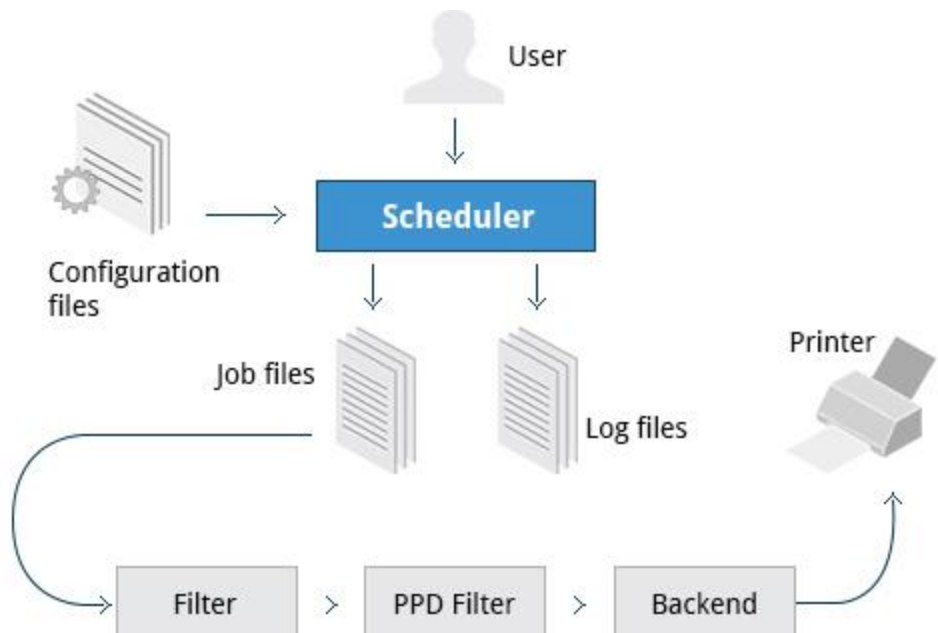 User
Scheduler
Configuration
files
Printer
Job files
Log files
Filter
PPD Filter
Backend